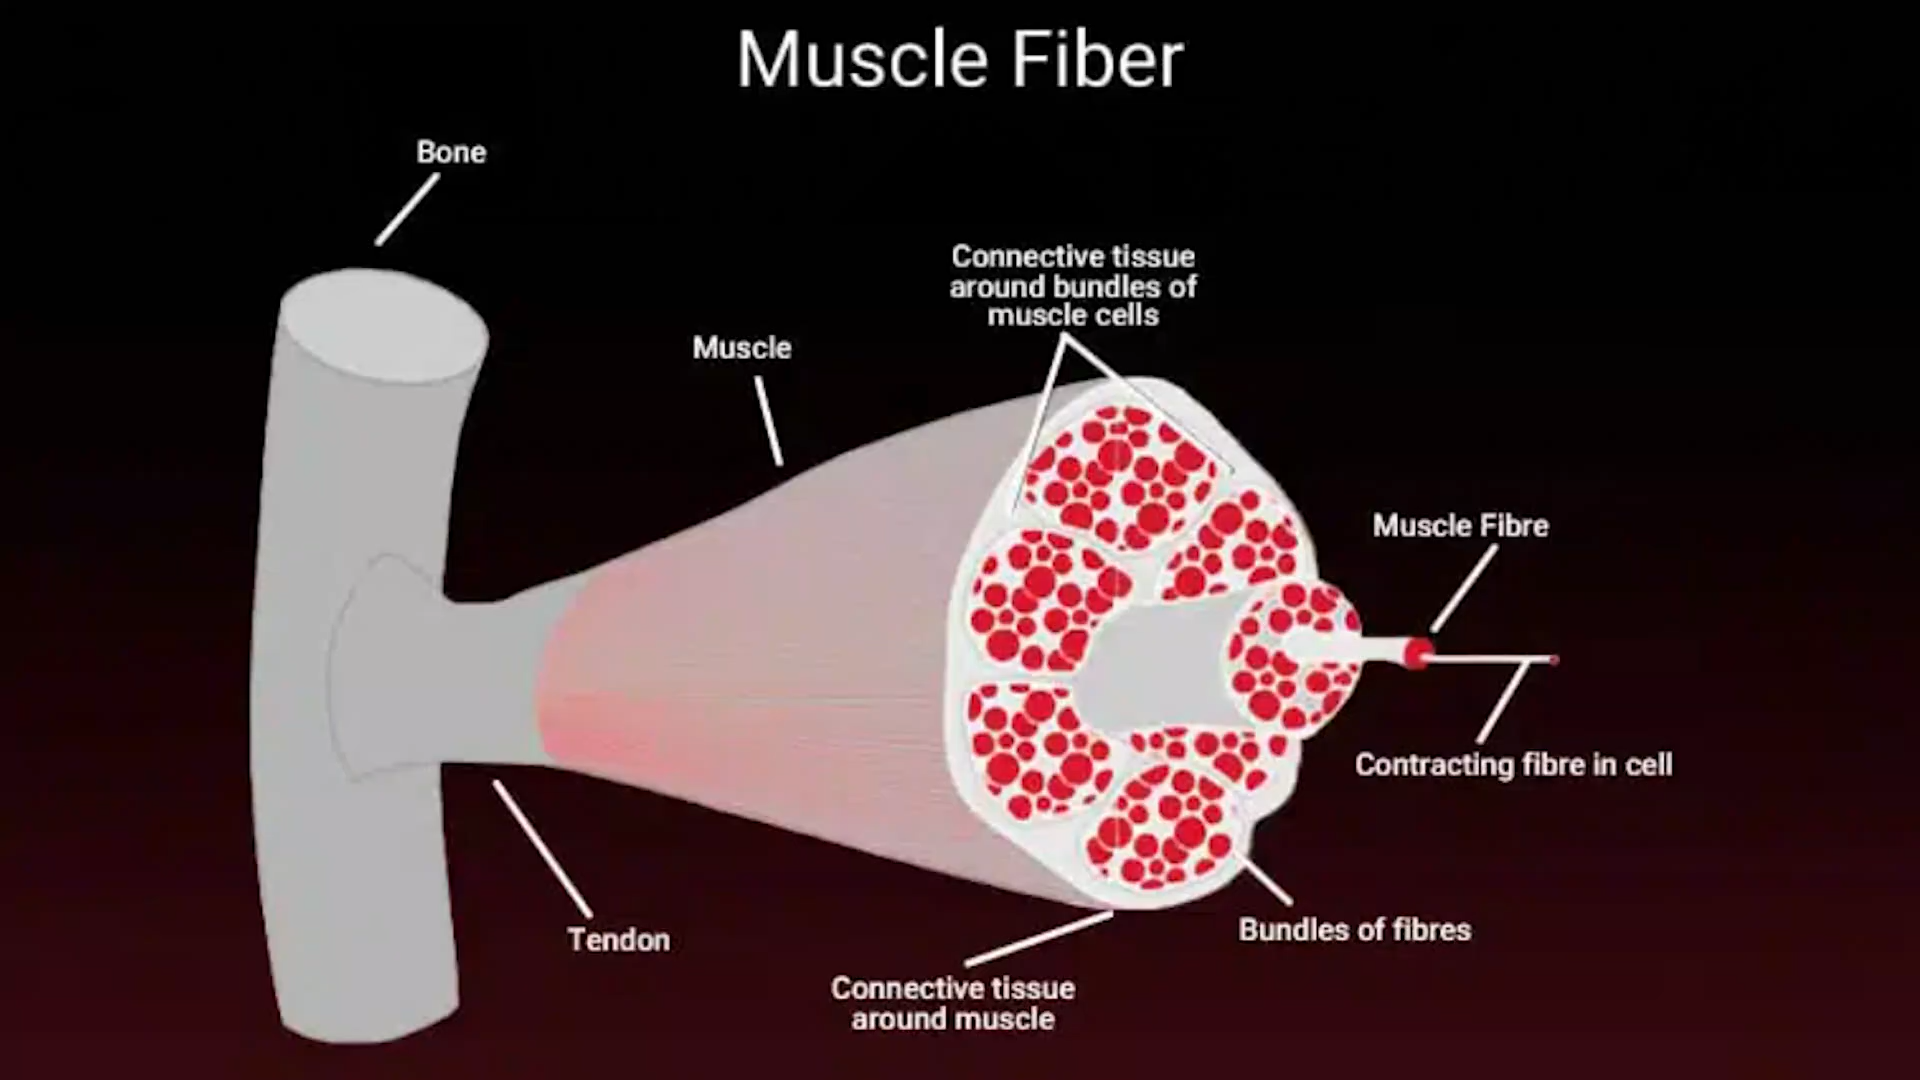 Muscle Fiber
Bone
Connective tissue
around bundles of
muscle cells
Muscle
Muscle Fibre
Contracting fibre in cell
Bundles of fibres
Tendon
Connective tissue
around muscle